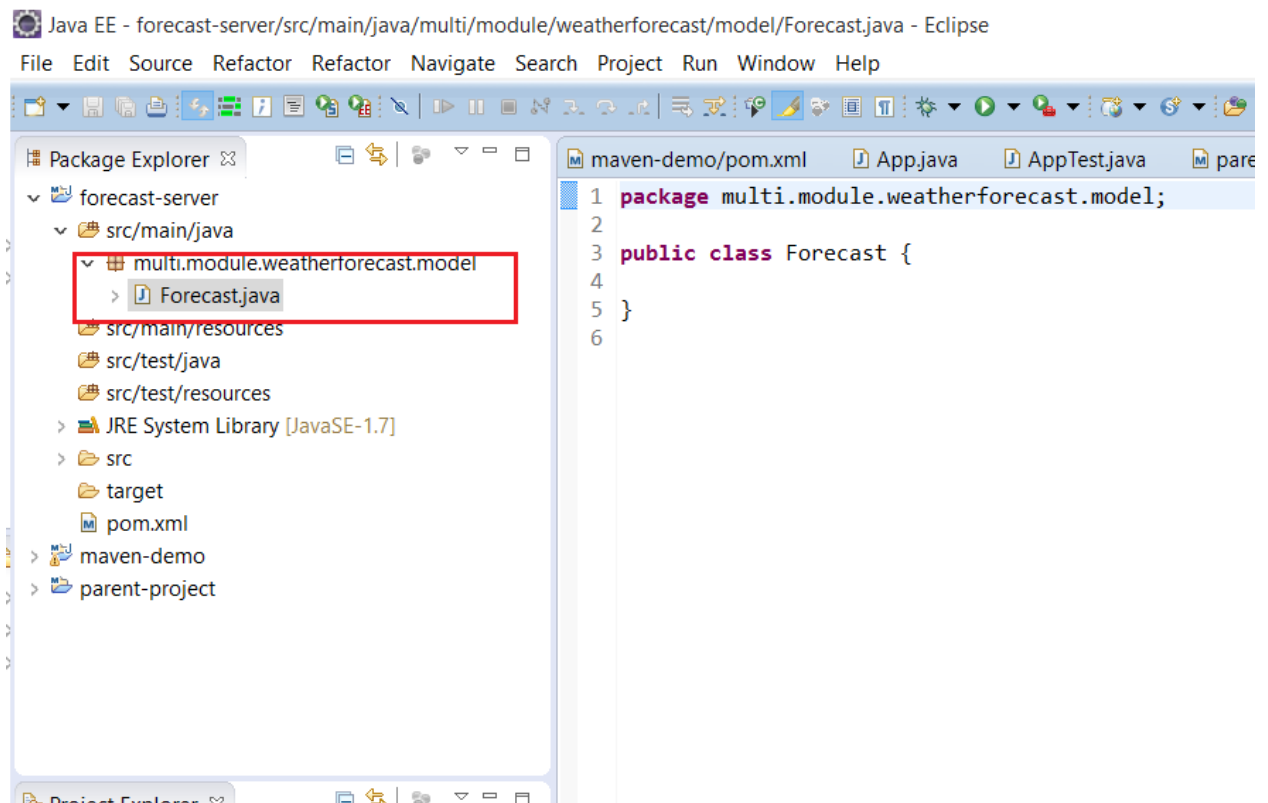 Java EE - forecast-server/src/main/java/multi/module/weatherforecast/model/Forecast.java - Eclipse
File Edit Source Refactor Refactor Navigate Search Project Run Window Help
Package Explorer
forecast-server
src/main/java
multi.module.weatherforecast.model
Forecast.java
src/main/resources
src/test/java
src/test/resources
JRE System Library [JavaSE-1.7]
src
target
pom.xml
maven-demo
parent-project
Project Explorer
maven-demo/pom.xml App.java AppTest.java pare
1 package multi.module.weatherforecast.model;
2
3 public class Forecast {
4
5 }
6